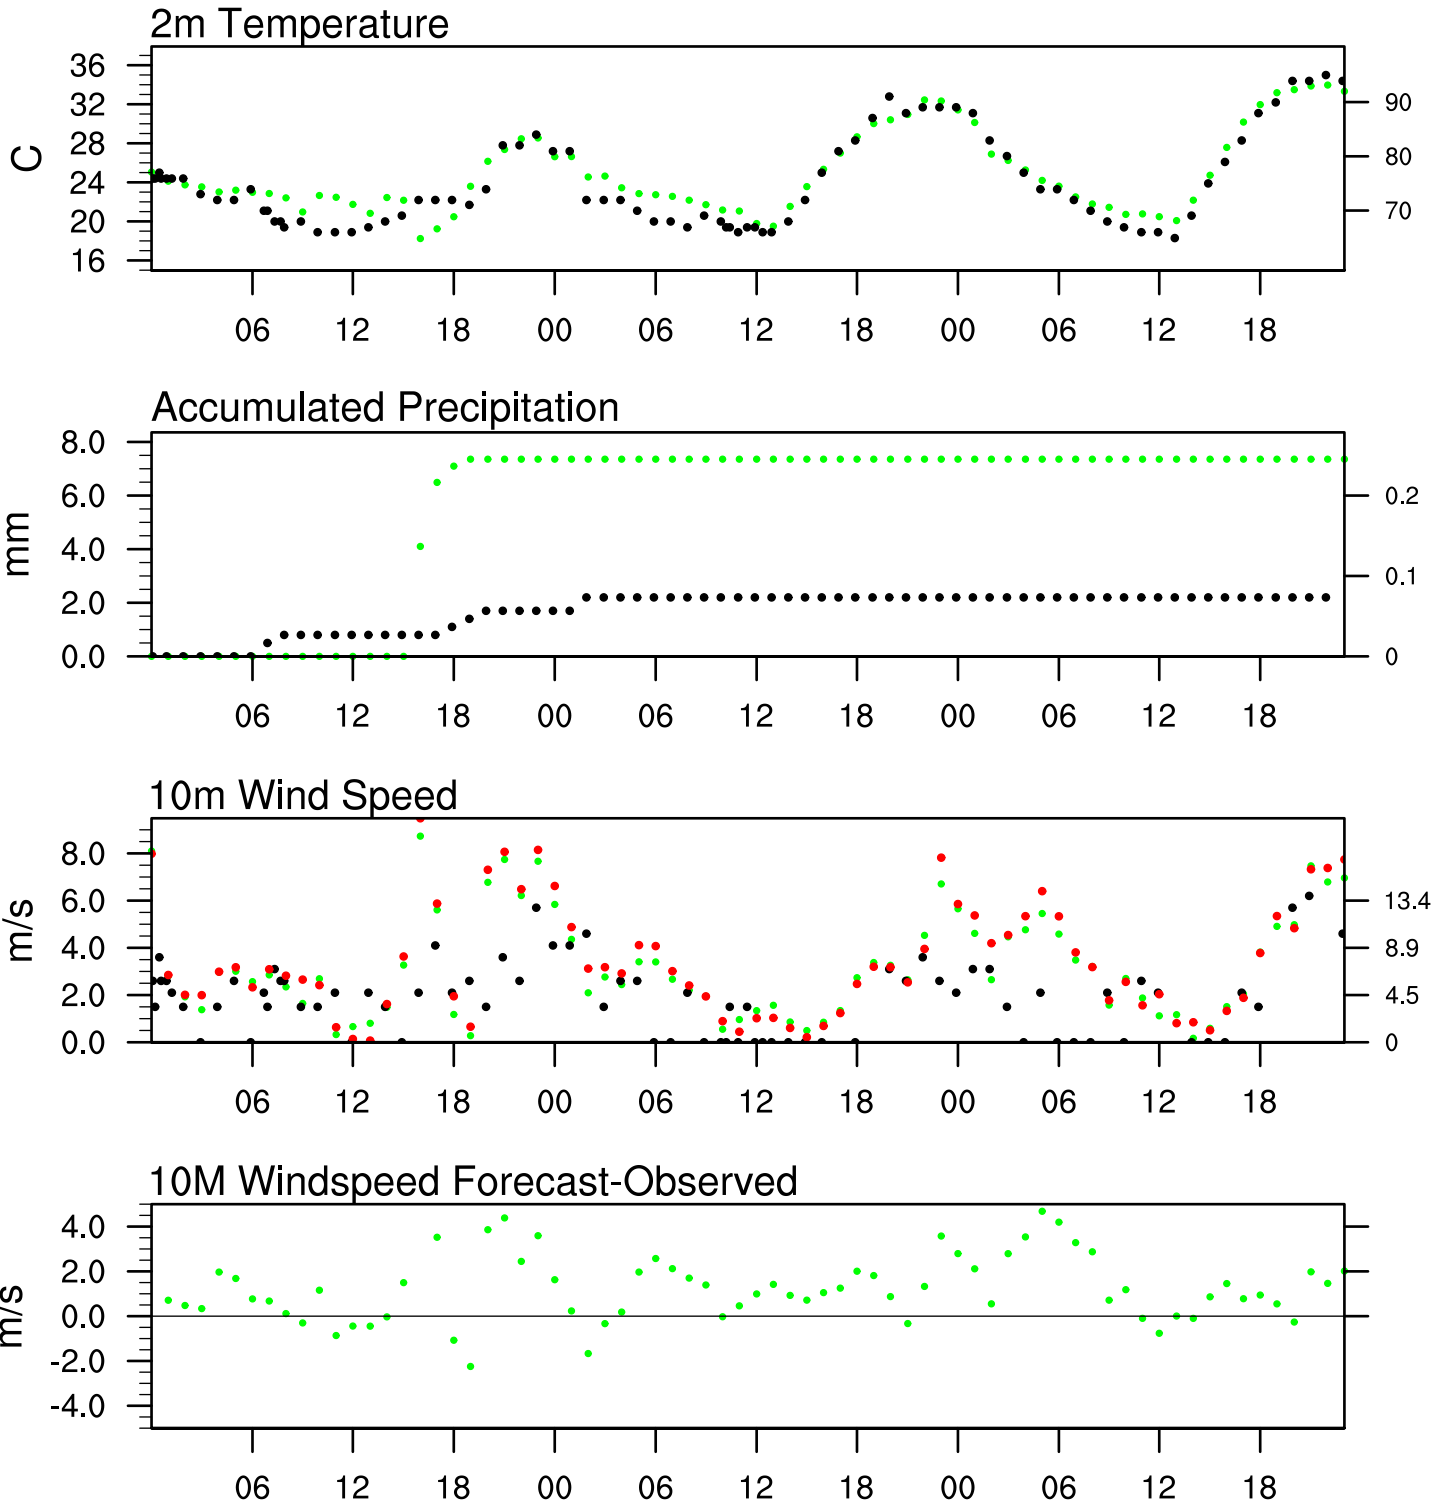 2m Temperature
36
32
28
24
20
16
C
90
80
70
06 12 18 00 06 12 18 00 06 12 18
Accumulated Precipitation
8.0
6.0
4.0
2.0
0.0
mm
0.2
0.1
0
06 12 18 00 06 12 18 00 06 12 18
10m Wind Speed
8.0
6.0
4.0
2.0
0.0
m/s
13.4
8.9
4.5
0
06 12 18 00 06 12 18 00 06 12 18
10M Windspeed Forecast-Observed
4.0
2.0
0.0
-2.0
-4.0
m/s
06 12 18 00 06 12 18 00 06 12 18